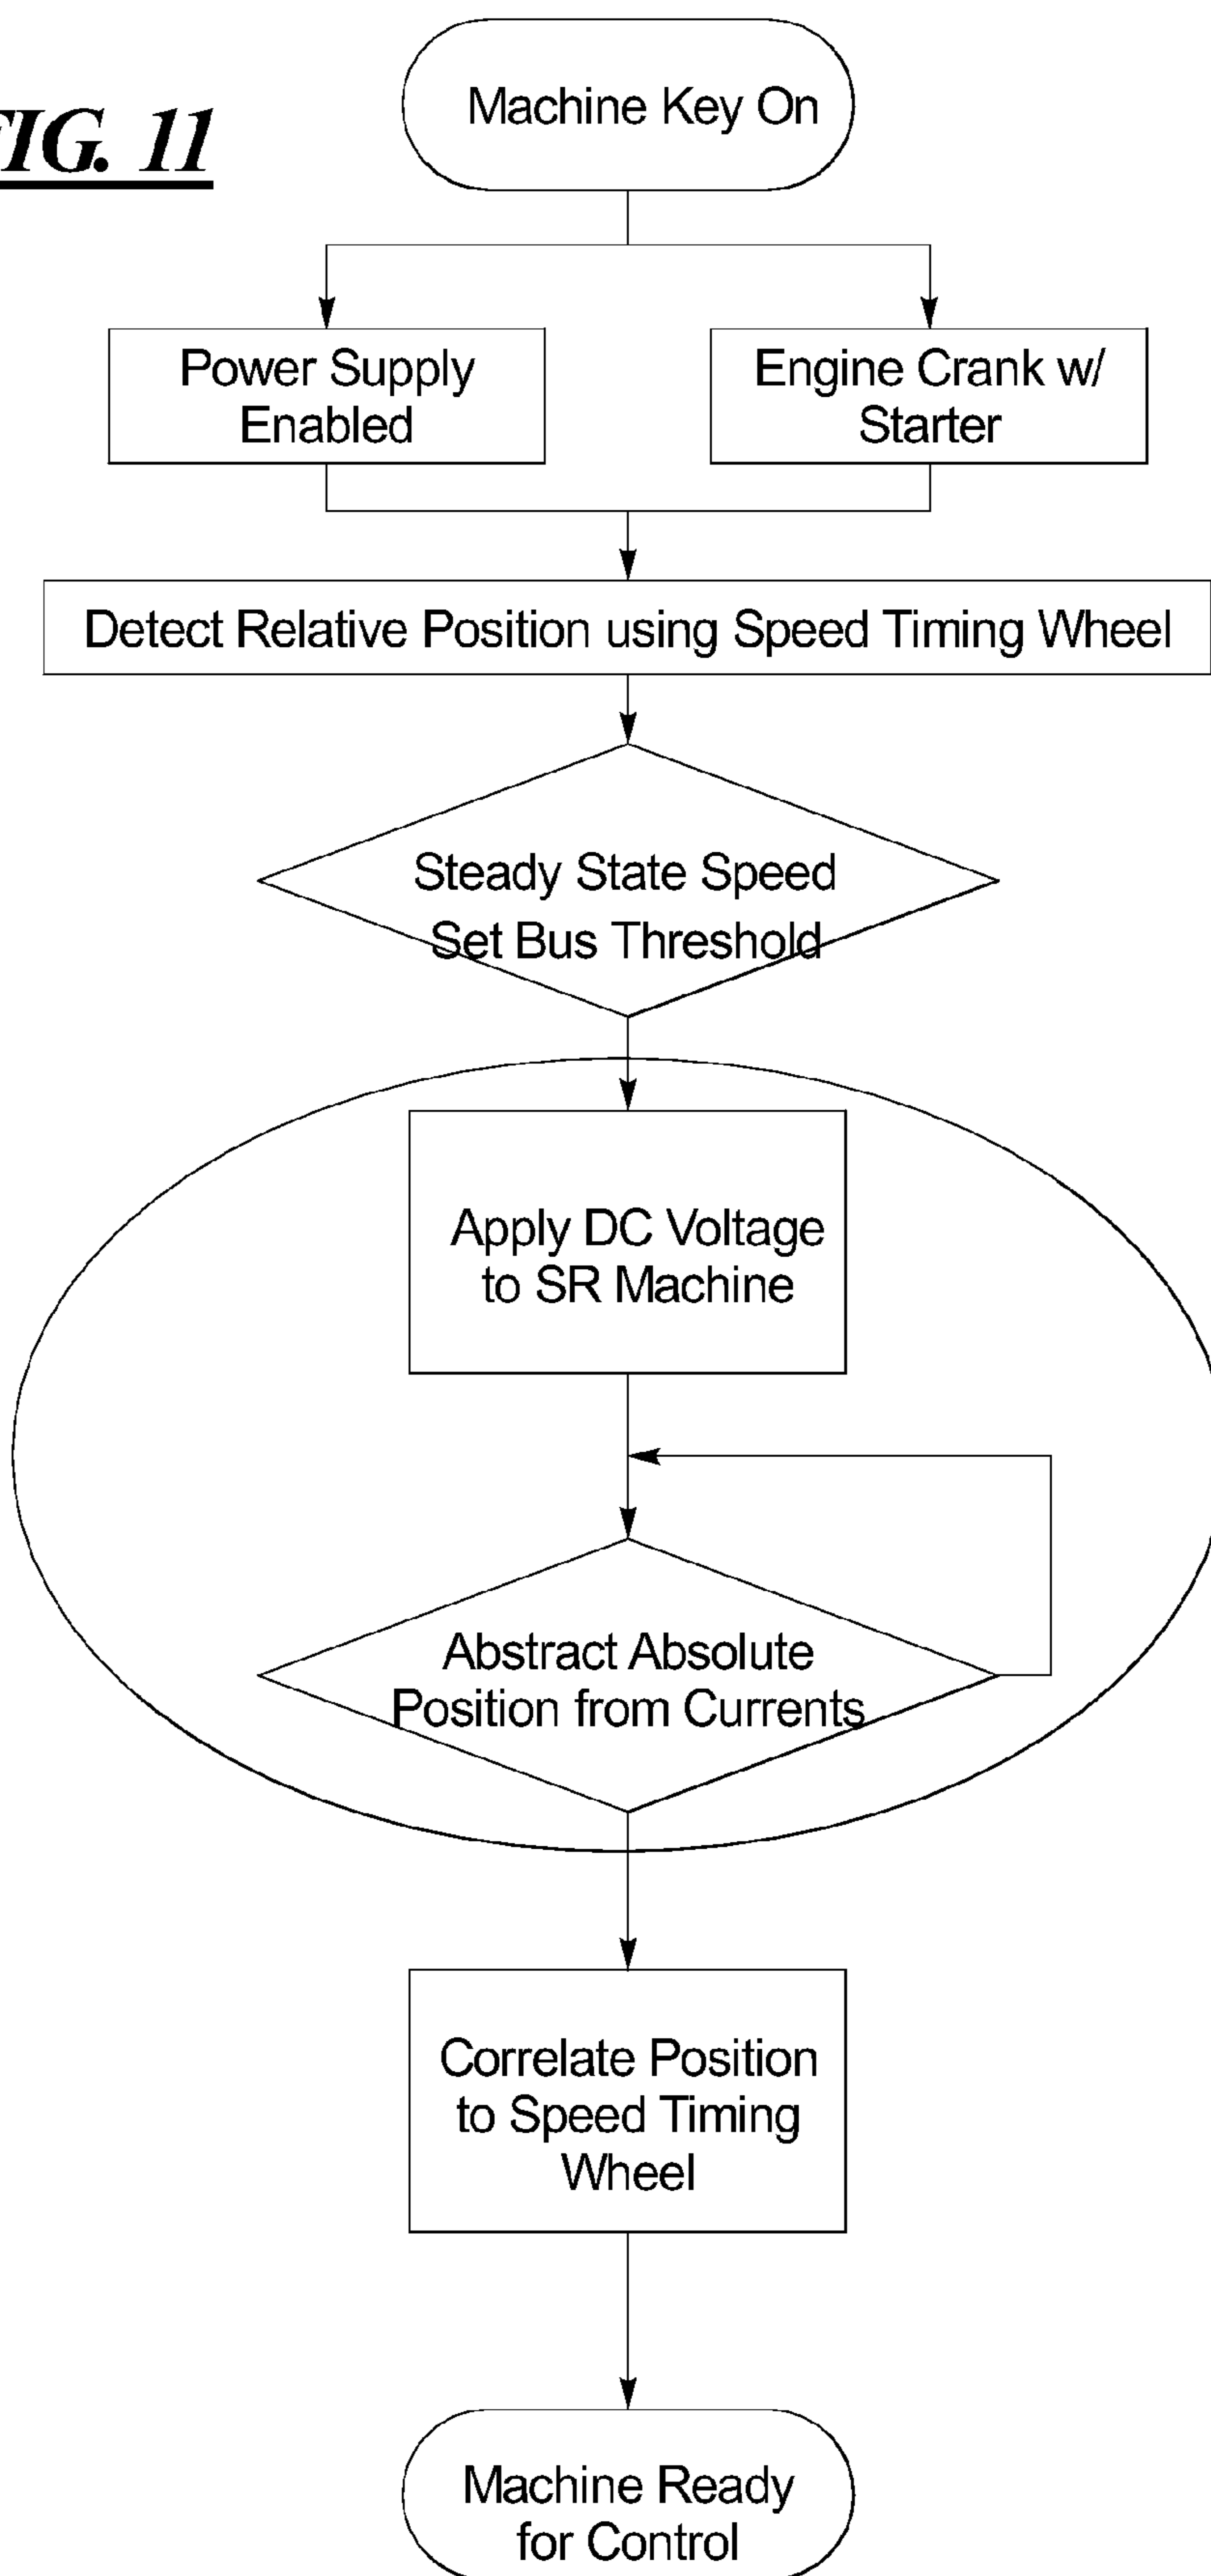 FIG. 11
Machine Key On
Power Supply
Enabled
Engine Crank w/
Starter
Detect Relative Position using Speed Timing Wheel
Steady State Speed
Set Bus Threshold
Apply DC Voltage
to SR Machine
Abstract Absolute
Position from Currents
Correlate Position
to Speed Timing
Wheel
Machine Ready
for Control